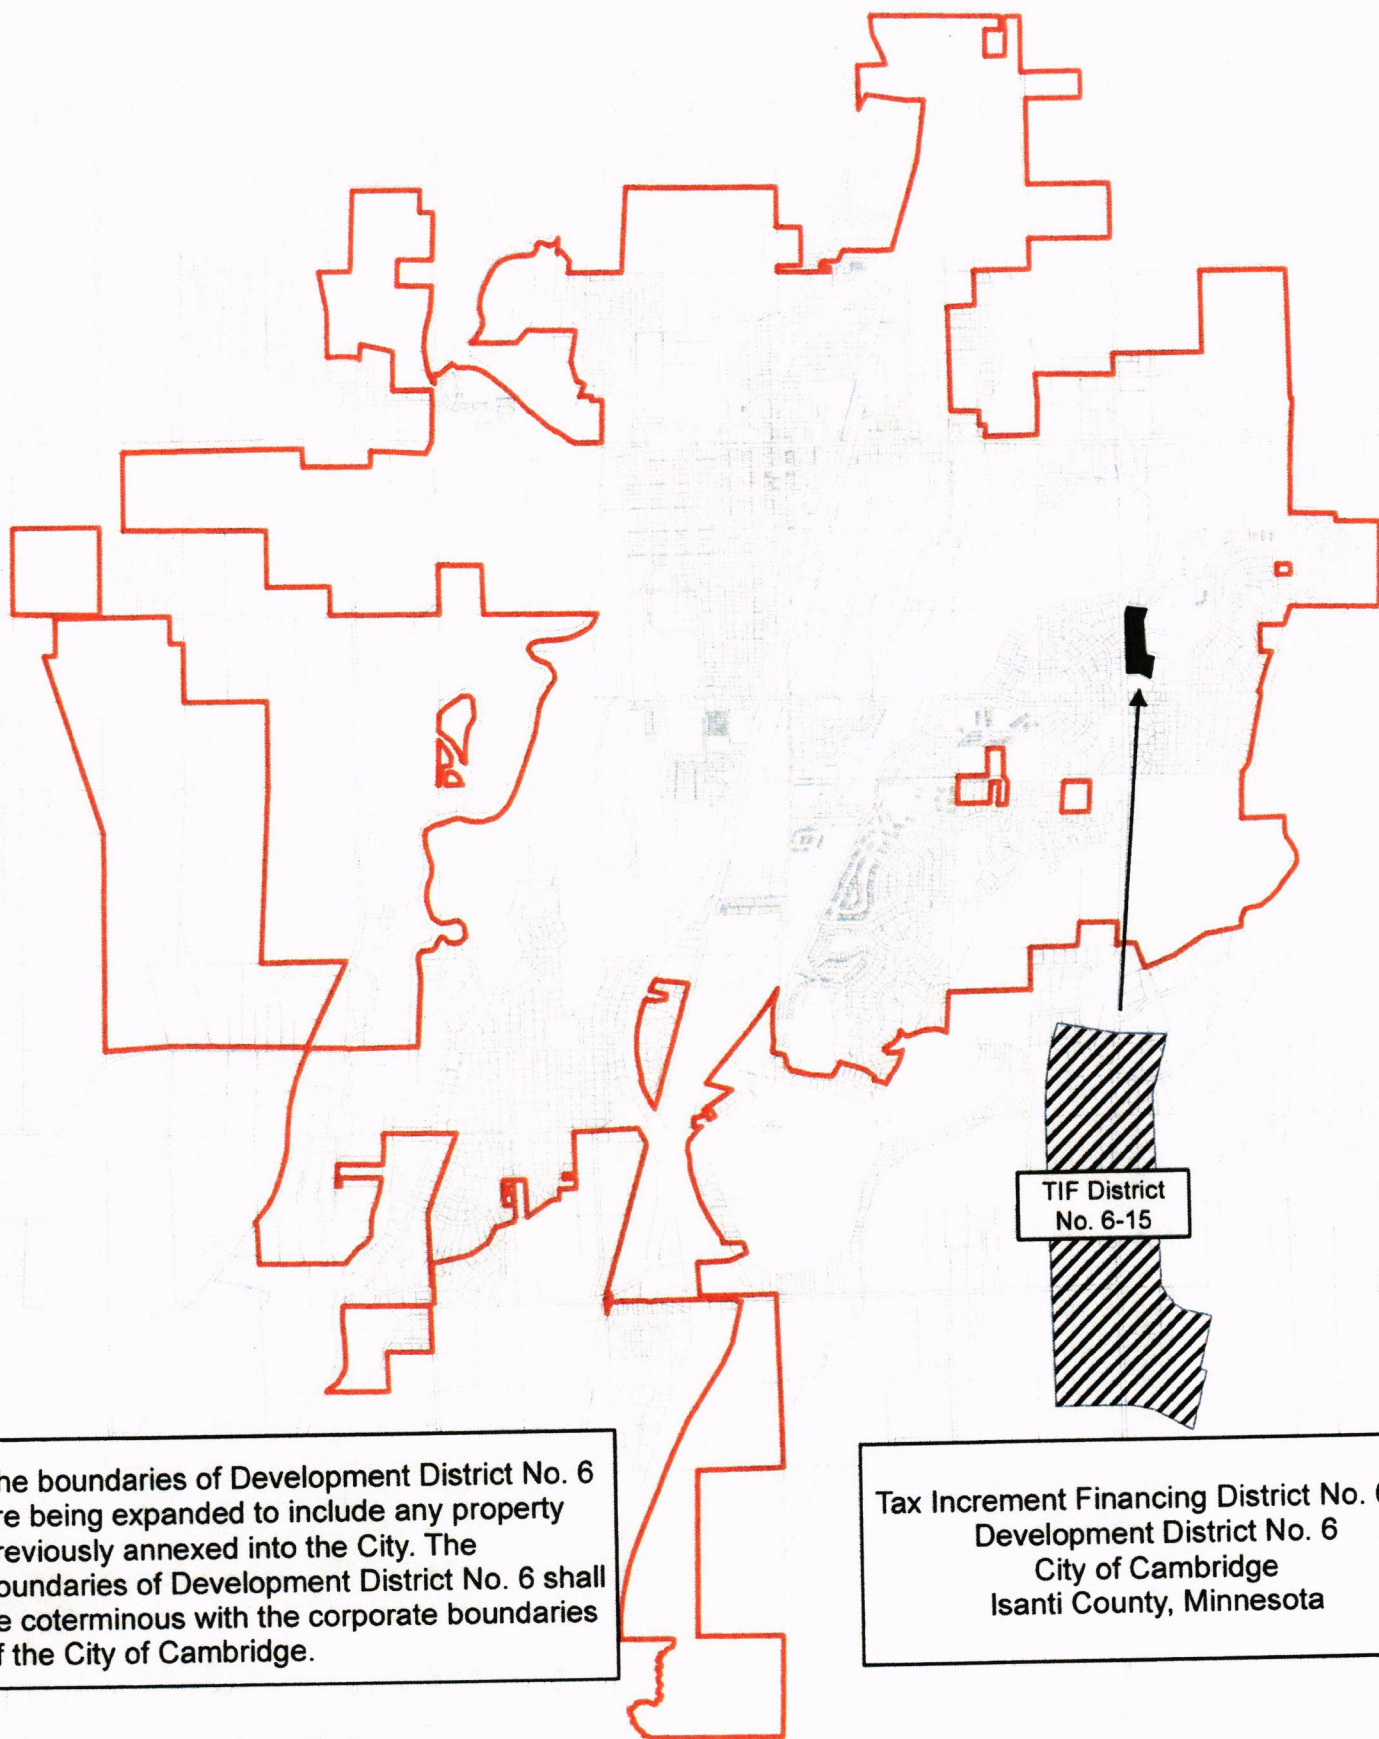 TIF District
No. 6-15
he boundaries of Development District No. 6
re being expanded to include any property
reviously annexed into the City. The
oundaries of Development District No. 6 shall
e coterminous with the corporate boundaries
f the City of Cambridge.
Tax Increment Financing District No. 6
Development District No. 6
City of Cambridge
Isanti County, Minnesota